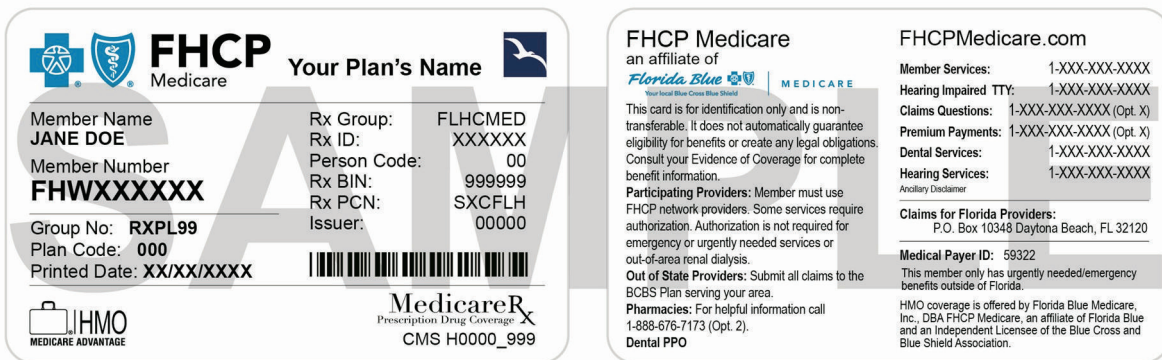 SAMPLE
FHCP
Medicare
Your Plan's Name
Member Name
JANE DOE
Member Number
FHWXXXXXX
Group No: RXPL99
Plan Code: 000
Printed Date: XX/XX/XXXX
Rx Group: FLHCMED
Rx ID: XXXXXX
Person Code: 00
Rx BIN: 999999
Rx PCN: SXCFLH
Issuer: 00000
HMO
MEDICARE ADVANTAGE
MedicareRx
Prescription Drug Coverage
CMS H0000_999
FHCP Medicare
an affiliate of
Florida Blue MEDICARE
Your local Blue Cross Blue Shield
This card is for identification only and is non-
transferable. It does not automatically guarantee
eligibility for benefits or create any legal obligations.
Consult your Evidence of Coverage for complete
benefit information.
Participating Providers: Member must use
FHCP network providers. Some services require
authorization. Authorization is not required for
emergency or urgently needed services or
out-of-area renal dialysis.
Out of State Providers: Submit all claims to the
BCBS Plan serving your area.
Pharmacies: For helpful information call
1-888-676-7173 (Opt. 2).
Dental PPO
FHCPMedicare.com
Member Services: 1-XXX-XXX-XXXX
Hearing Impaired TTY: 1-XXX-XXX-XXXX
Claims Questions: 1-XXX-XXX-XXXX (Opt. X)
Premium Payments: 1-XXX-XXX-XXXX (Opt. X)
Dental Services: 1-XXX-XXX-XXXX
Hearing Services: 1-XXX-XXX-XXXX
Ancillary Disclaimer
Claims for Florida Providers:
P.O. Box 10348 Daytona Beach, FL 32120
Medical Payer ID: 59322
This member only has urgently needed/emergency
benefits outside of Florida.
HMO coverage is offered by Florida Blue Medicare,
Inc., DBA FHCP Medicare, an affiliate of Florida Blue
and an Independent Licensee of the Blue Cross and
Blue Shield Association.